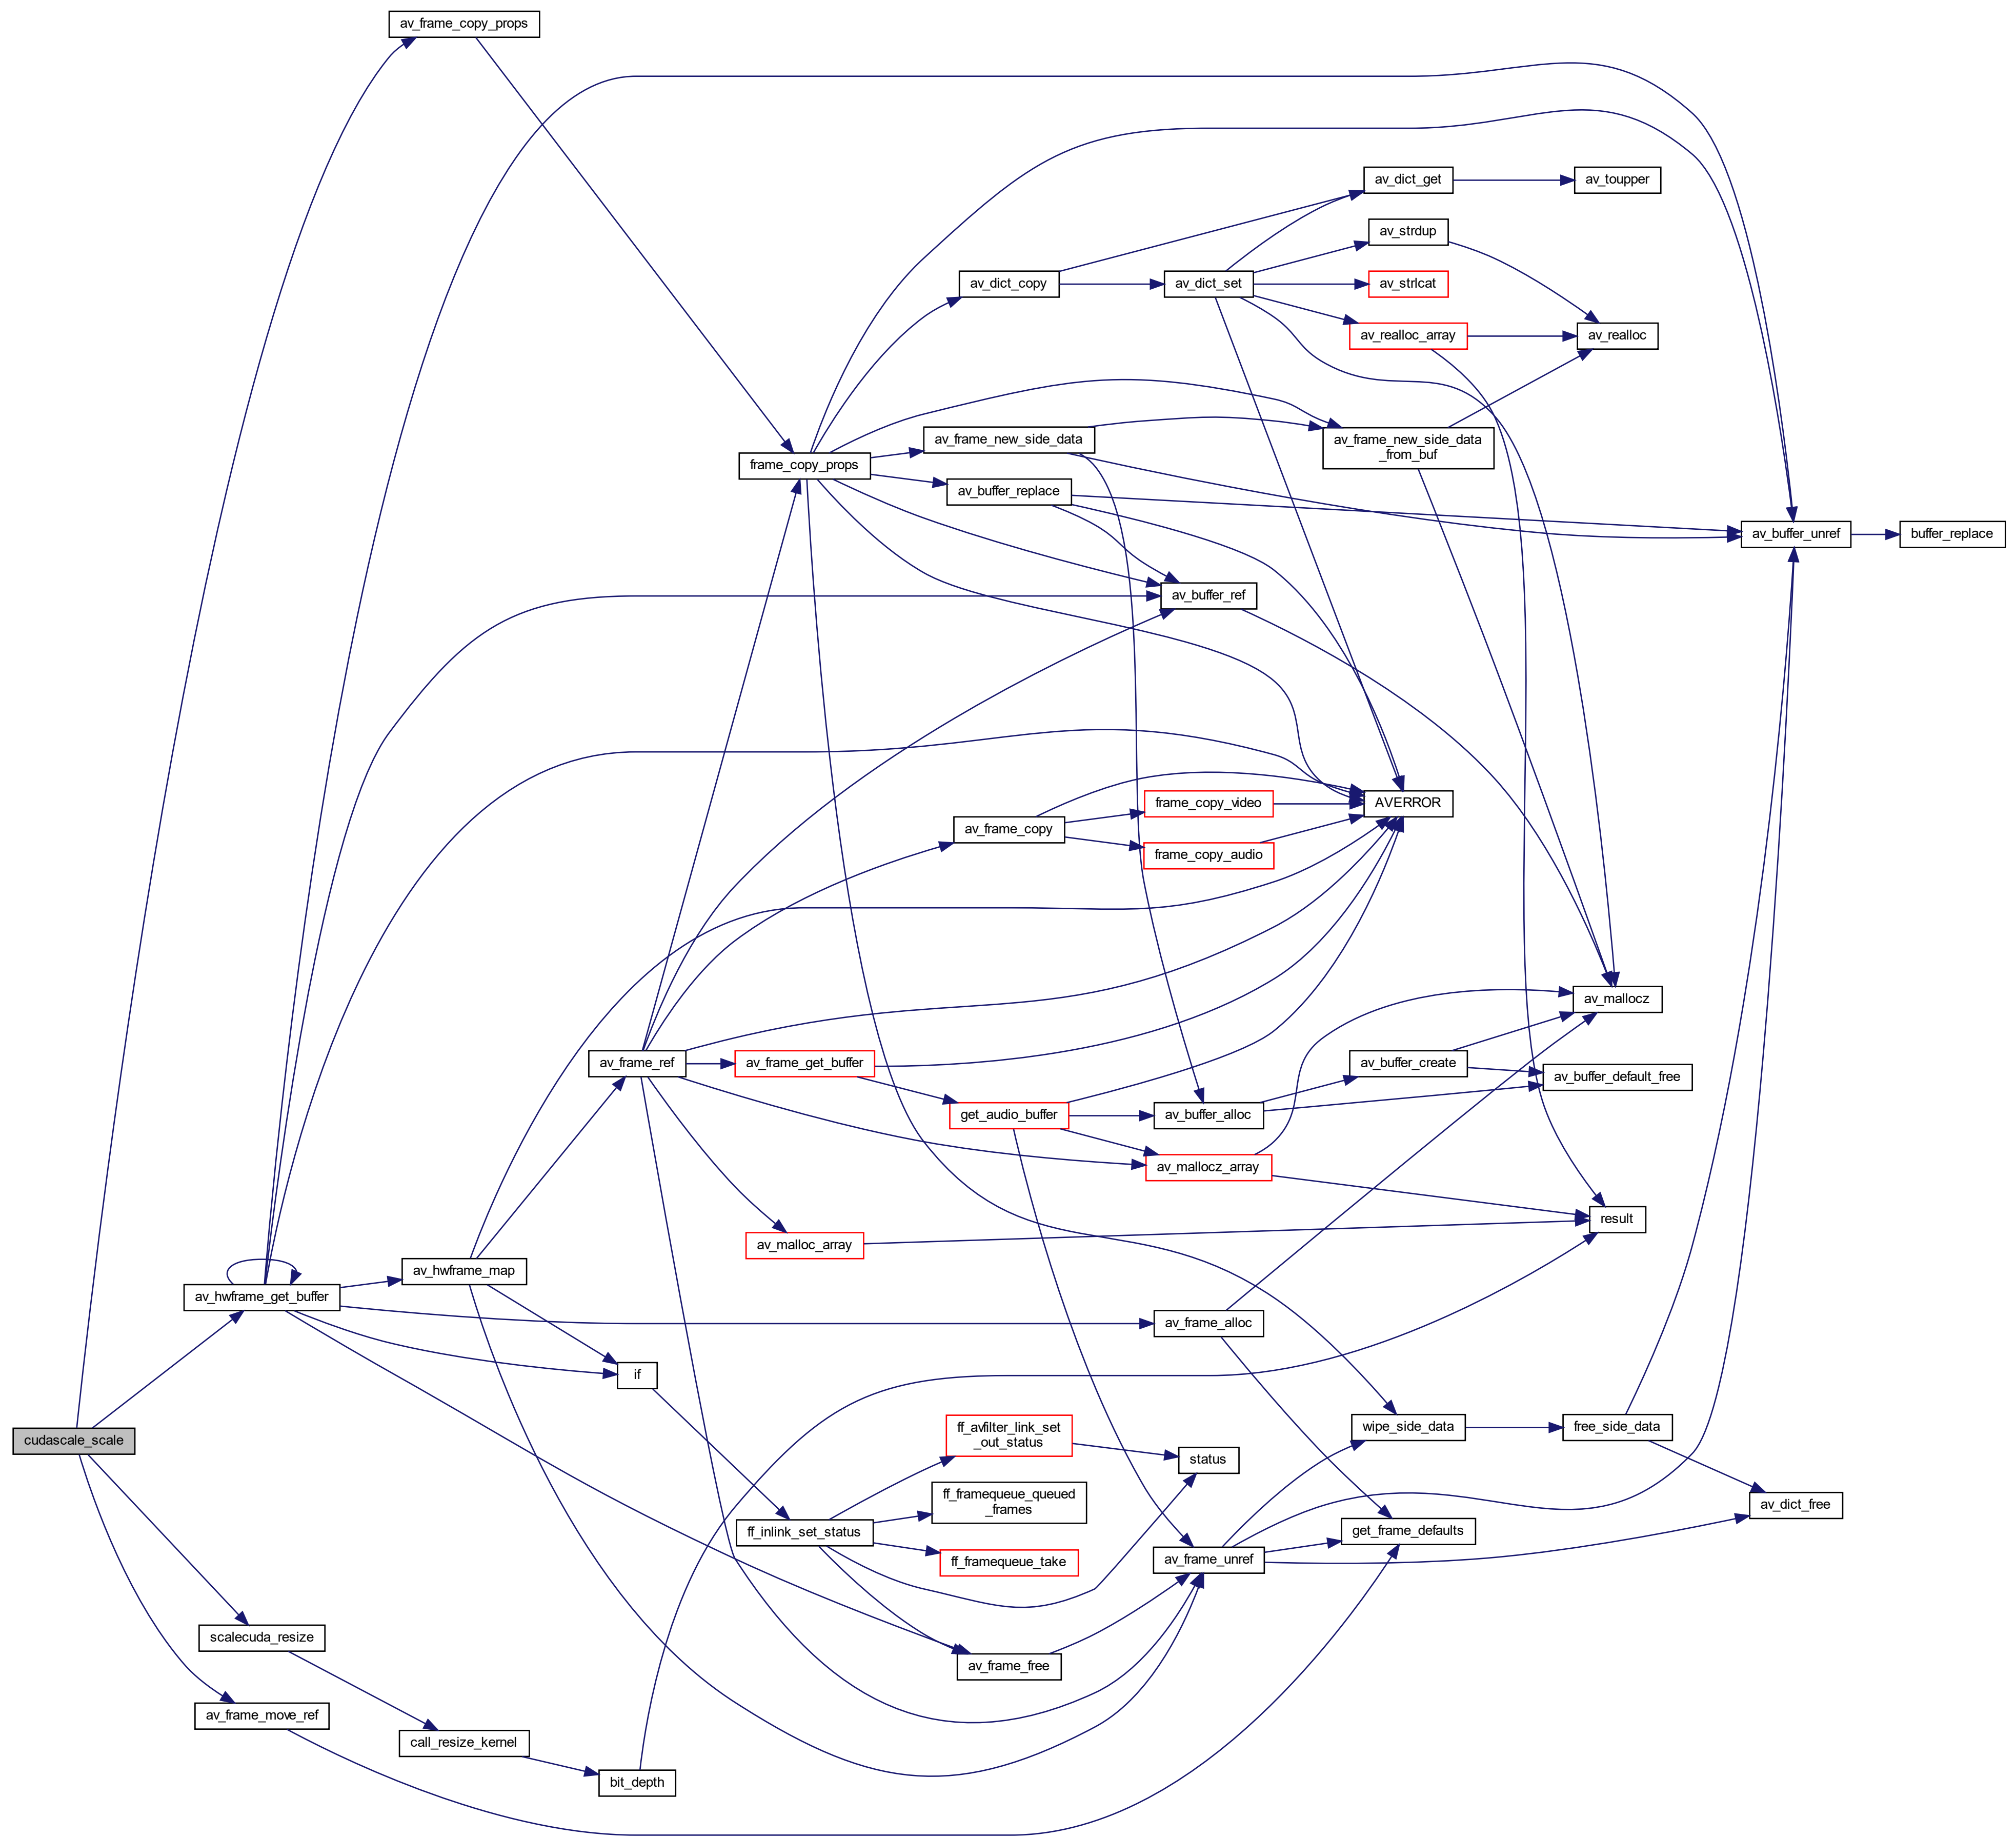 av_frame_copy_props
av_dict_get
av_toupper
av_strdup
av_dict_copy
av_dict_set
av_strlcat
av_realloc_array
av_realloc
av_frame_new_side_data
av_frame_new_side_data
_from_buf
frame_copy_props
av_buffer_replace
av_buffer_unref
buffer_replace
av_buffer_ref
frame_copy_video
AVERROR
av_frame_copy
frame_copy_audio
av_mallocz
av_frame_ref
av_frame_get_buffer
av_buffer_create
av_buffer_default_free
get_audio_buffer
av_buffer_alloc
av_mallocz_array
result
av_malloc_array
av_hwframe_map
av_hwframe_get_buffer
av_frame_alloc
if
cudascale_scale
ff_avfilter_link_set
_out_status
wipe_side_data
free_side_data
status
ff_framequeue_queued
_frames
av_dict_free
ff_inlink_set_status
get_frame_defaults
ff_framequeue_take
av_frame_unref
scalecuda_resize
av_frame_free
av_frame_move_ref
call_resize_kernel
bit_depth